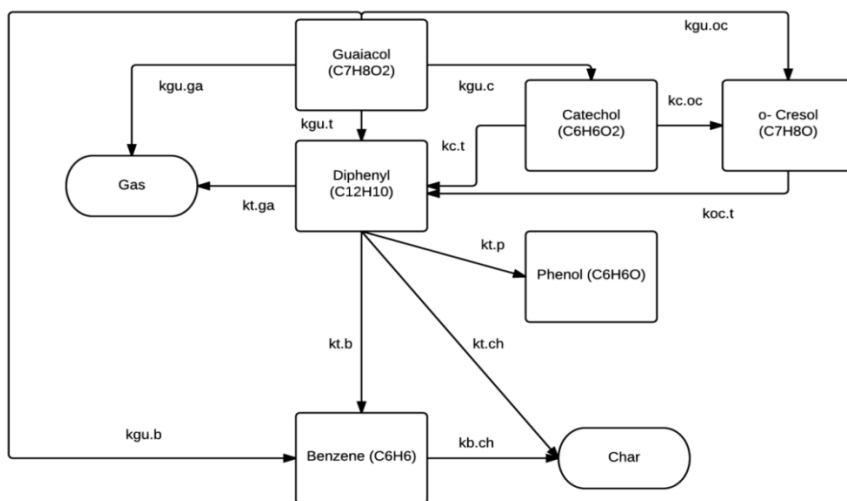 kgu.oc
Guaiacol
(C7H8O2)
kgu.ga
kgu.c
Catechol
(C6H6O2)
kc.oc
o- Cresol
(C7H8O)
kgu.t
kc.t
Gas
Diphenyl
(C12H10)
kt.ga
koc.t
kt.p
Phenol (C6H6O)
kt.b
kt.ch
kgu.b
Benzene (C6H6)
kb.ch
Char